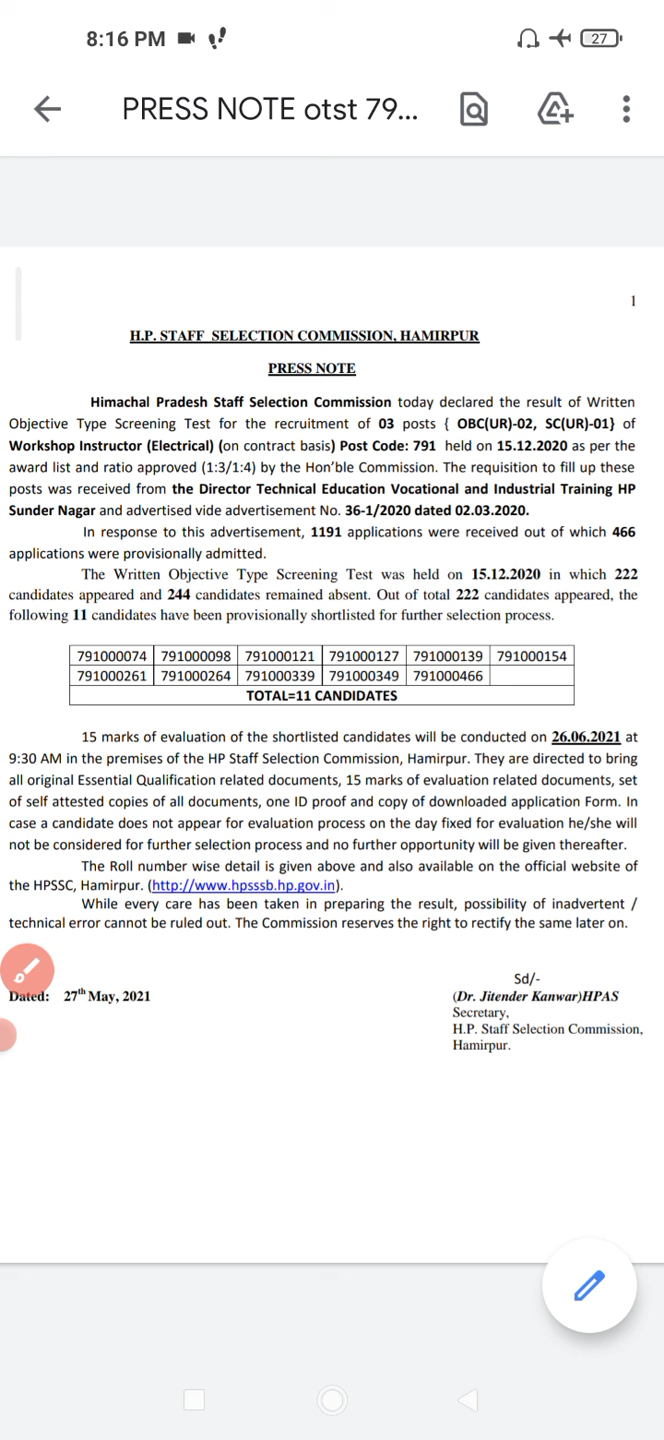 8:16 PM
27
PRESS NOTE otst 79...
1
H.P. STAFF SELECTION COMMISSION, HAMIRPUR
PRESS NOTE
Himachal Pradesh Staff Selection Commission today declared the result of Written
Objective Type Screening Test for the recruitment of 03 posts { OBC(UR)-02, SC(UR)-01} of
Workshop Instructor (Electrical) (on contract basis) Post Code: 791 held on 15.12.2020 as per the
award list and ratio approved (1:3/1:4) by the Hon'ble Commission. The requisition to fill up these
posts was received from the Director Technical Education Vocational and Industrial Training HP
Sunder Nagar and advertised vide advertisement No. 36-1/2020 dated 02.03.2020.
In response to this advertisement, 1191 applications were received out of which 466
applications were provisionally admitted.
The Written Objective Type Screening Test was held on 15.12.2020 in which 222
candidates appeared and 244 candidates remained absent. Out of total 222 candidates appeared, the
following 11 candidates have been provisionally shortlisted for further selection process.
791000074 791000098 791000121 791000127 791000139 791000154
791000261 791000264 791000339 791000349 791000466
TOTAL=11 CANDIDATES
15 marks of evaluation of the shortlisted candidates will be conducted on 26.06.2021 at
9:30 AM in the premises of the HP Staff Selection Commission, Hamirpur. They are directed to bring
all original Essential Qualification related documents, 15 marks of evaluation related documents, set
of self attested copies of all documents, one ID proof and copy of downloaded application Form. In
case a candidate does not appear for evaluation process on the day fixed for evaluation he/she will
not be considered for further selection process and no further opportunity will be given thereafter.
The Roll number wise detail is given above and also available on the official website of
the HPSSC, Hamirpur. (http://www.hpsssb.hp.gov.in).
While every care has been taken in preparing the result, possibility of inadvertent /
technical error cannot be ruled out. The Commission reserves the right to rectify the same later on.
Sd/-
Dated: 27th May, 2021
(Dr. Jitender Kanwar)HPAS
Secretary,
H.P. Staff Selection Commission,
Hamirpur.